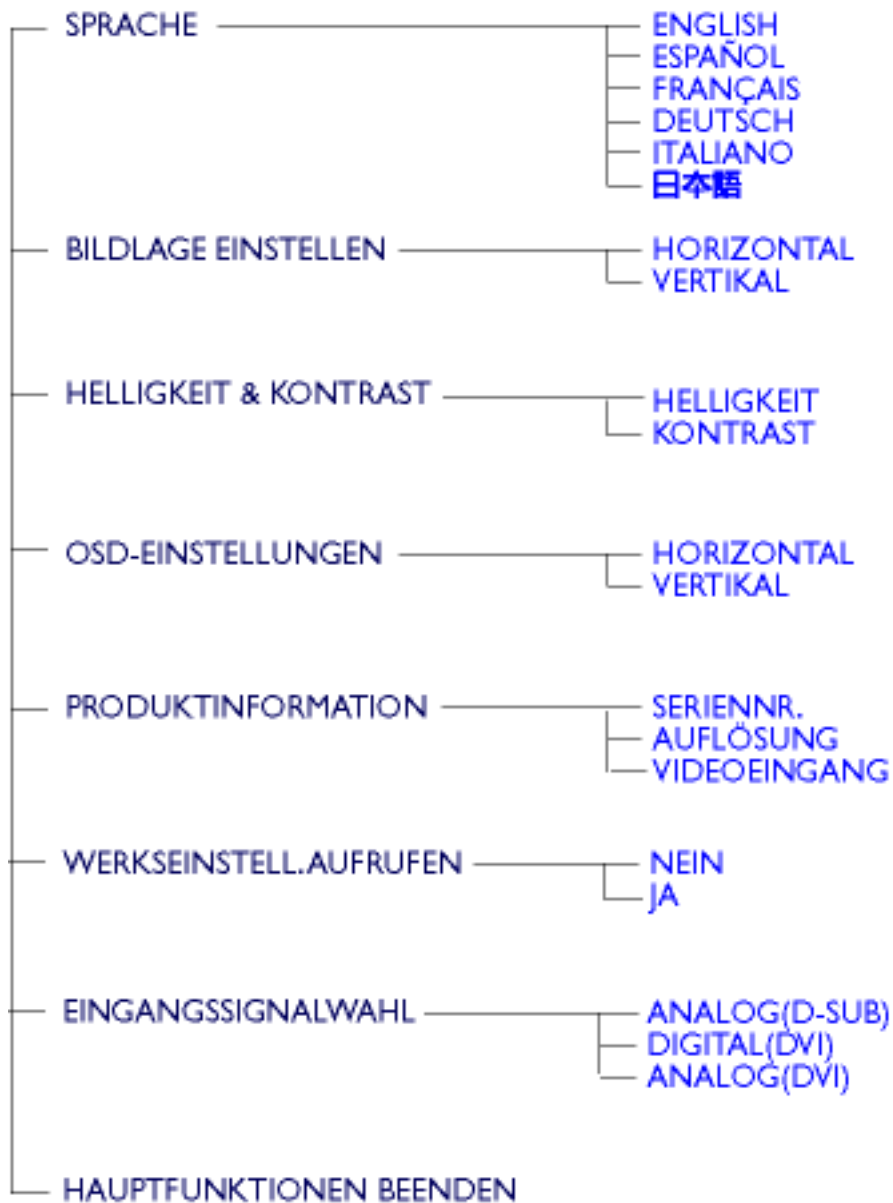 SPRACHE
ENGLISH
ESPAÑOL
FRANÇAIS
DEUTSCH
ITALIANO
日本語
BILDLAGE EINSTELLEN
HORIZONTAL
VERTIKAL
HELLIGKEIT & KONTRAST
HELLIGKEIT
KONTRAST
OSD-EINSTELLUNGEN
HORIZONTAL
VERTIKAL
PRODUKTINFORMATION
SERIENNR.
AUFLÖSUNG
VIDEOEINGANG
WERKSEINSTELL.AUFRUFEN
NEIN
JA
EINGANGSSIGNALWAHL
ANALOG(D-SUB)
DIGITAL(DVI)
ANALOG(DVI)
HAUPTFUNKTIONEN BEENDEN